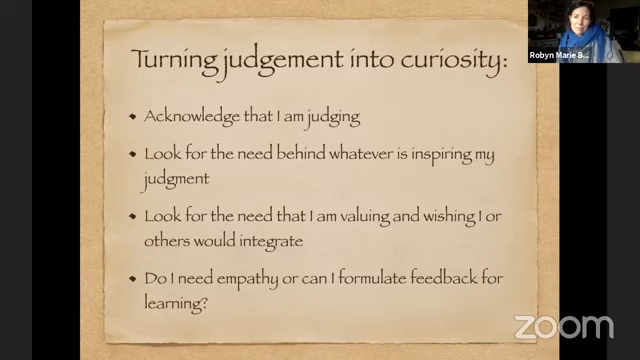 Turning judgement into curiosity:
Robyn Marie B...
• Acknowledge that I am judging
• Look for the need behind whatever is inspiring my
judgment
• Look for the need that I am valuing and wishing I or
others would integrate
• Do I need empathy or can I formulate feedback for
learning?
zoom